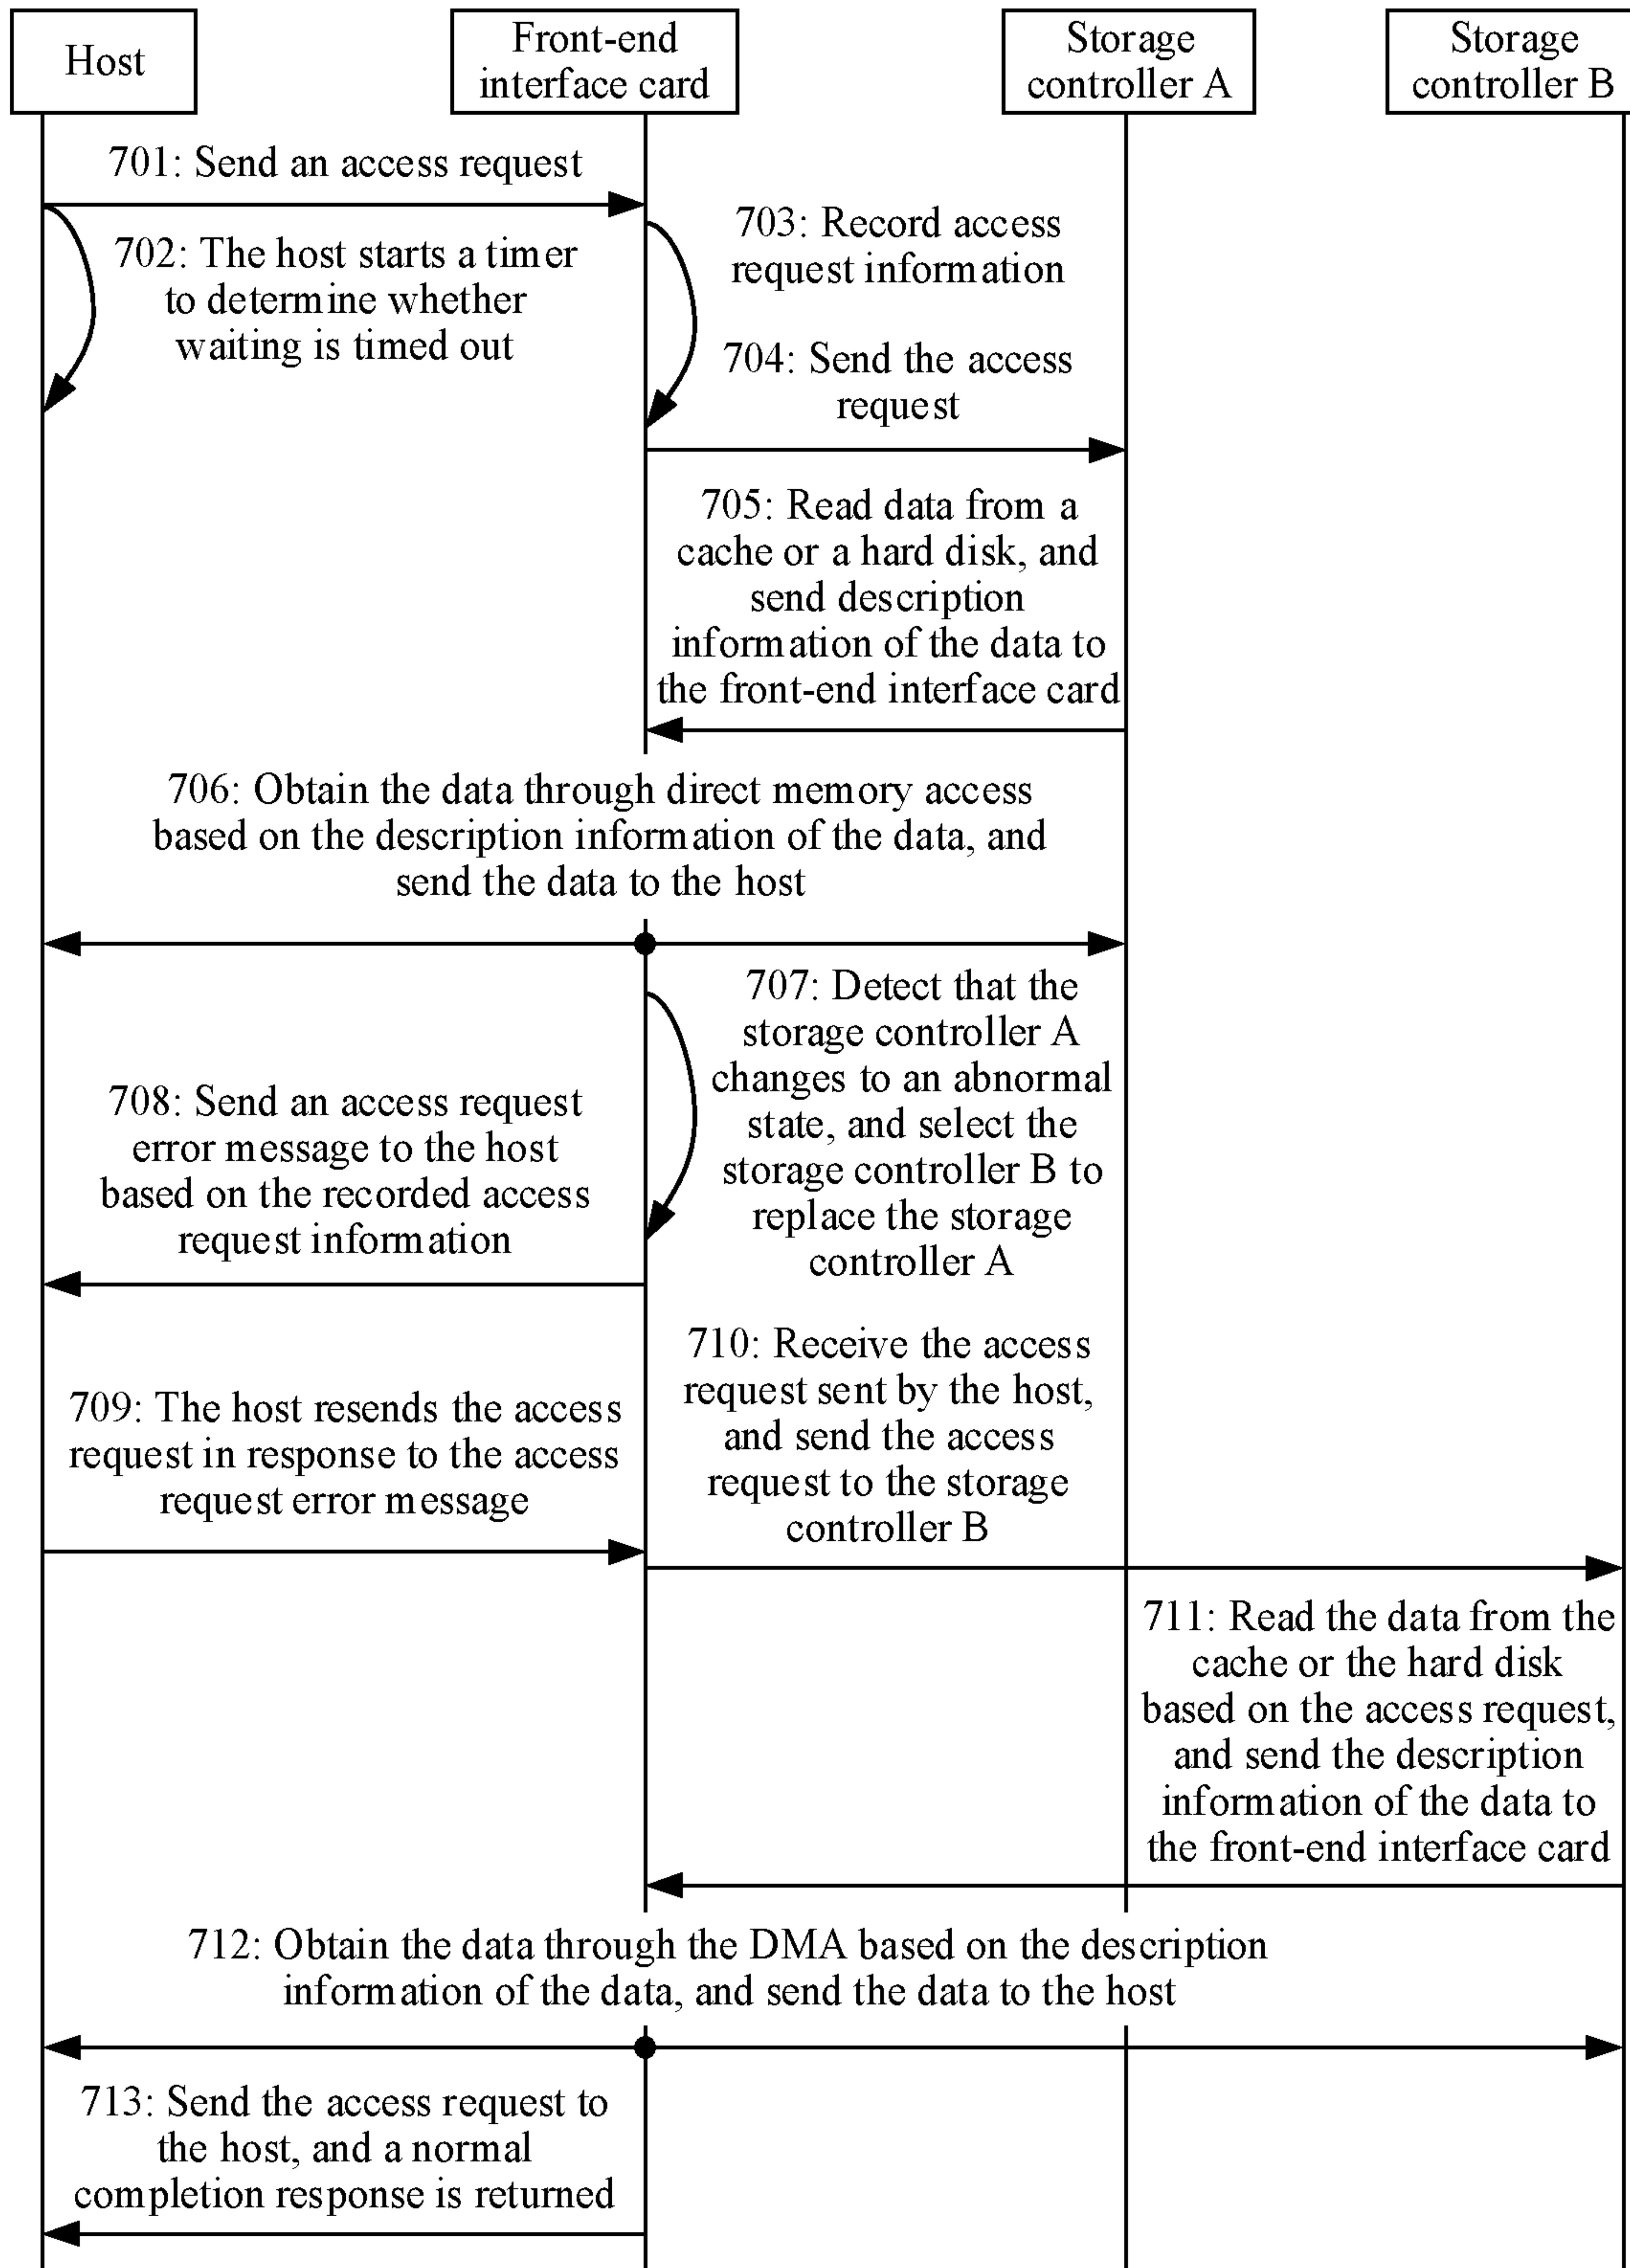 Host
Front-end
interface card
Storage
controller A
Storage
controller B
701: Send an access request
702: The host starts a timer
to determine whether
waiting is timed out
703: Record access
request information
704: Send the access
request
705: Read data from a
cache or a hard disk, and
send description
information of the data to
the front-end interface card
706: Obtain the data through direct memory access
based on the description information of the data, and
send the data to the host
707: Detect that the
storage controller A
changes to an abnormal
state, and select the
storage controller B to
replace the storage
controller A
708: Send an access request
error message to the host
based on the recorded access
request information
709: The host resends the access
request in response to the access
request error message
710: Receive the access
request sent by the host,
and send the access
request to the storage
controller B
711: Read the data from the
cache or the hard disk
based on the access request,
and send the description
information of the data to
the front-end interface card
712: Obtain the data through the DMA based on the description
information of the data, and send the data to the host
713: Send the access request to
the host, and a normal
completion response is returned